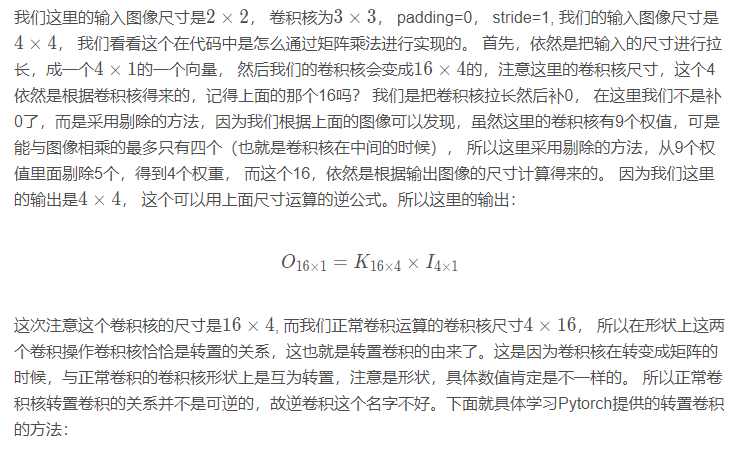 我们这里的输入图像尺寸是2 × 2， 卷积核为3 × 3， padding=0， stride=1, 我们的输入图像尺寸是
4 × 4， 我们看看这个在代码中是怎么通过矩阵乘法进行实现的。 首先，依然是把输入的尺寸进行拉
长，成一个4 × 1的一个向量， 然后我们的卷积核会变成16 × 4的，注意这里的卷积核尺寸，这个4
依然是根据卷积核得来的，记得上面的那个16吗？ 我们是把卷积核拉长然后补0， 在这里我们不是补
0了，而是采用剔除的方法，因为我们根据上面的图像可以发现，虽然这里的卷积核有9个权值，可是
能与图像相乘的最多只有四个（也就是卷积核在中间的时候）， 所以这里采用剔除的方法，从9个权
值里面剔除5个，得到4个权重， 而这个16，依然是根据输出图像的尺寸计算得来的。 因为我们这里
的输出是4 × 4， 这个可以用上面尺寸运算的逆公式。所以这里的输出：
O₁₆ₓ₁ = K₁₆ₓ₄ × I₄ₓ₁
这次注意这个卷积核的尺寸是16 × 4, 而我们正常卷积运算的卷积核尺寸4 × 16， 所以在形状上这两
个卷积操作卷积核恰恰是转置的关系，这也就是转置卷积的由来了。这是因为卷积核在转变成矩阵的
时候，与正常卷积的卷积核形状上是互为转置，注意是形状，具体数值肯定是不一样的。 所以正常卷
积核转置卷积的关系并不是可逆的，故逆卷积这个名字不好。下面就具体学习Pytorch提供的转置卷积
的方法：